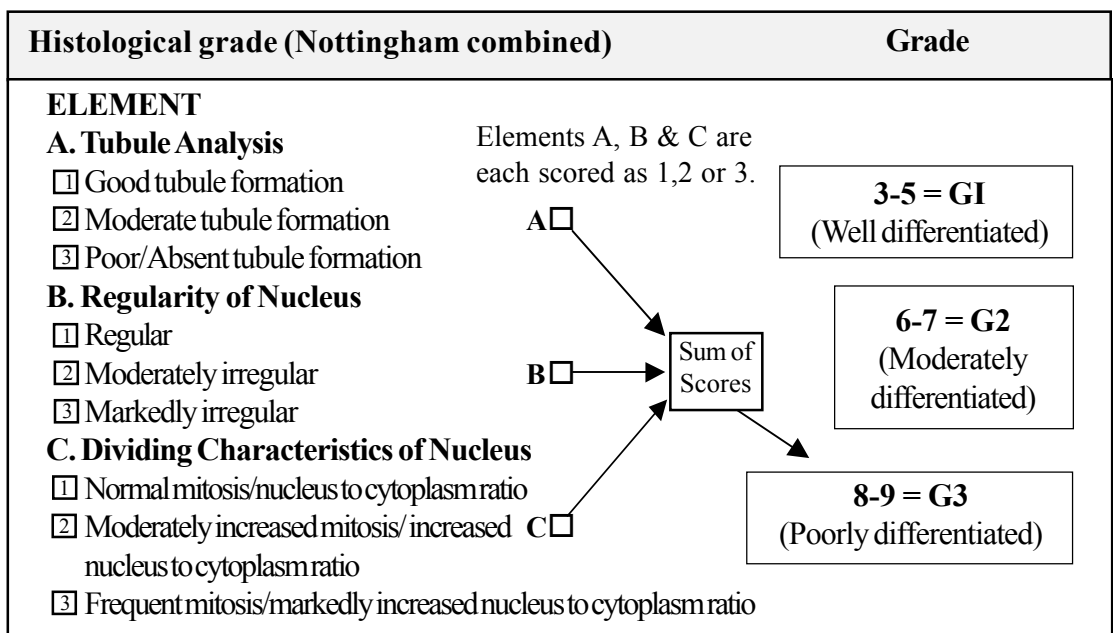 Histological grade (Nottingham combined)
Grade
ELEMENT
A. Tubule Analysis
1 Good tubule formation
2 Moderate tubule formation
3 Poor/Absent tubule formation
B. Regularity of Nucleus
1 Regular
2 Moderately irregular
3 Markedly irregular
C. Dividing Characteristics of Nucleus
1 Normal mitosis/nucleus to cytoplasm ratio
2 Moderately increased mitosis/ increased
nucleus to cytoplasm ratio
3 Frequent mitosis/markedly increased nucleus to cytoplasm ratio
Elements A, B & C are
each scored as 1,2 or 3.
A
B
C
Sum of
Scores
3-5 = GI
(Well differentiated)
6-7 = G2
(Moderately
differentiated)
8-9 = G3
(Poorly differentiated)